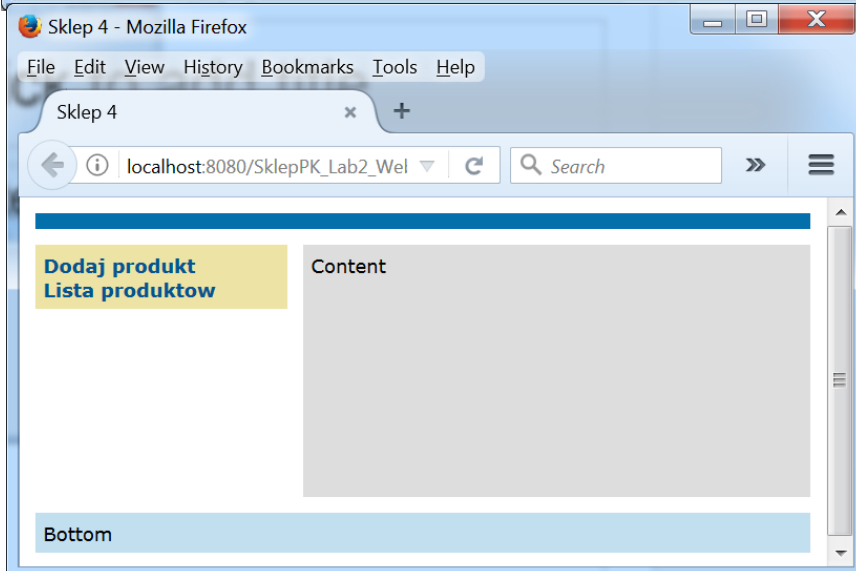 Sklep 4 - Mozilla Firefox
File Edit View History Bookmarks Tools Help
Sklep 4
localhost:8080/SklepPK_Lab2_Wel
Search
Dodaj produkt
Lista produktow
Content
Bottom